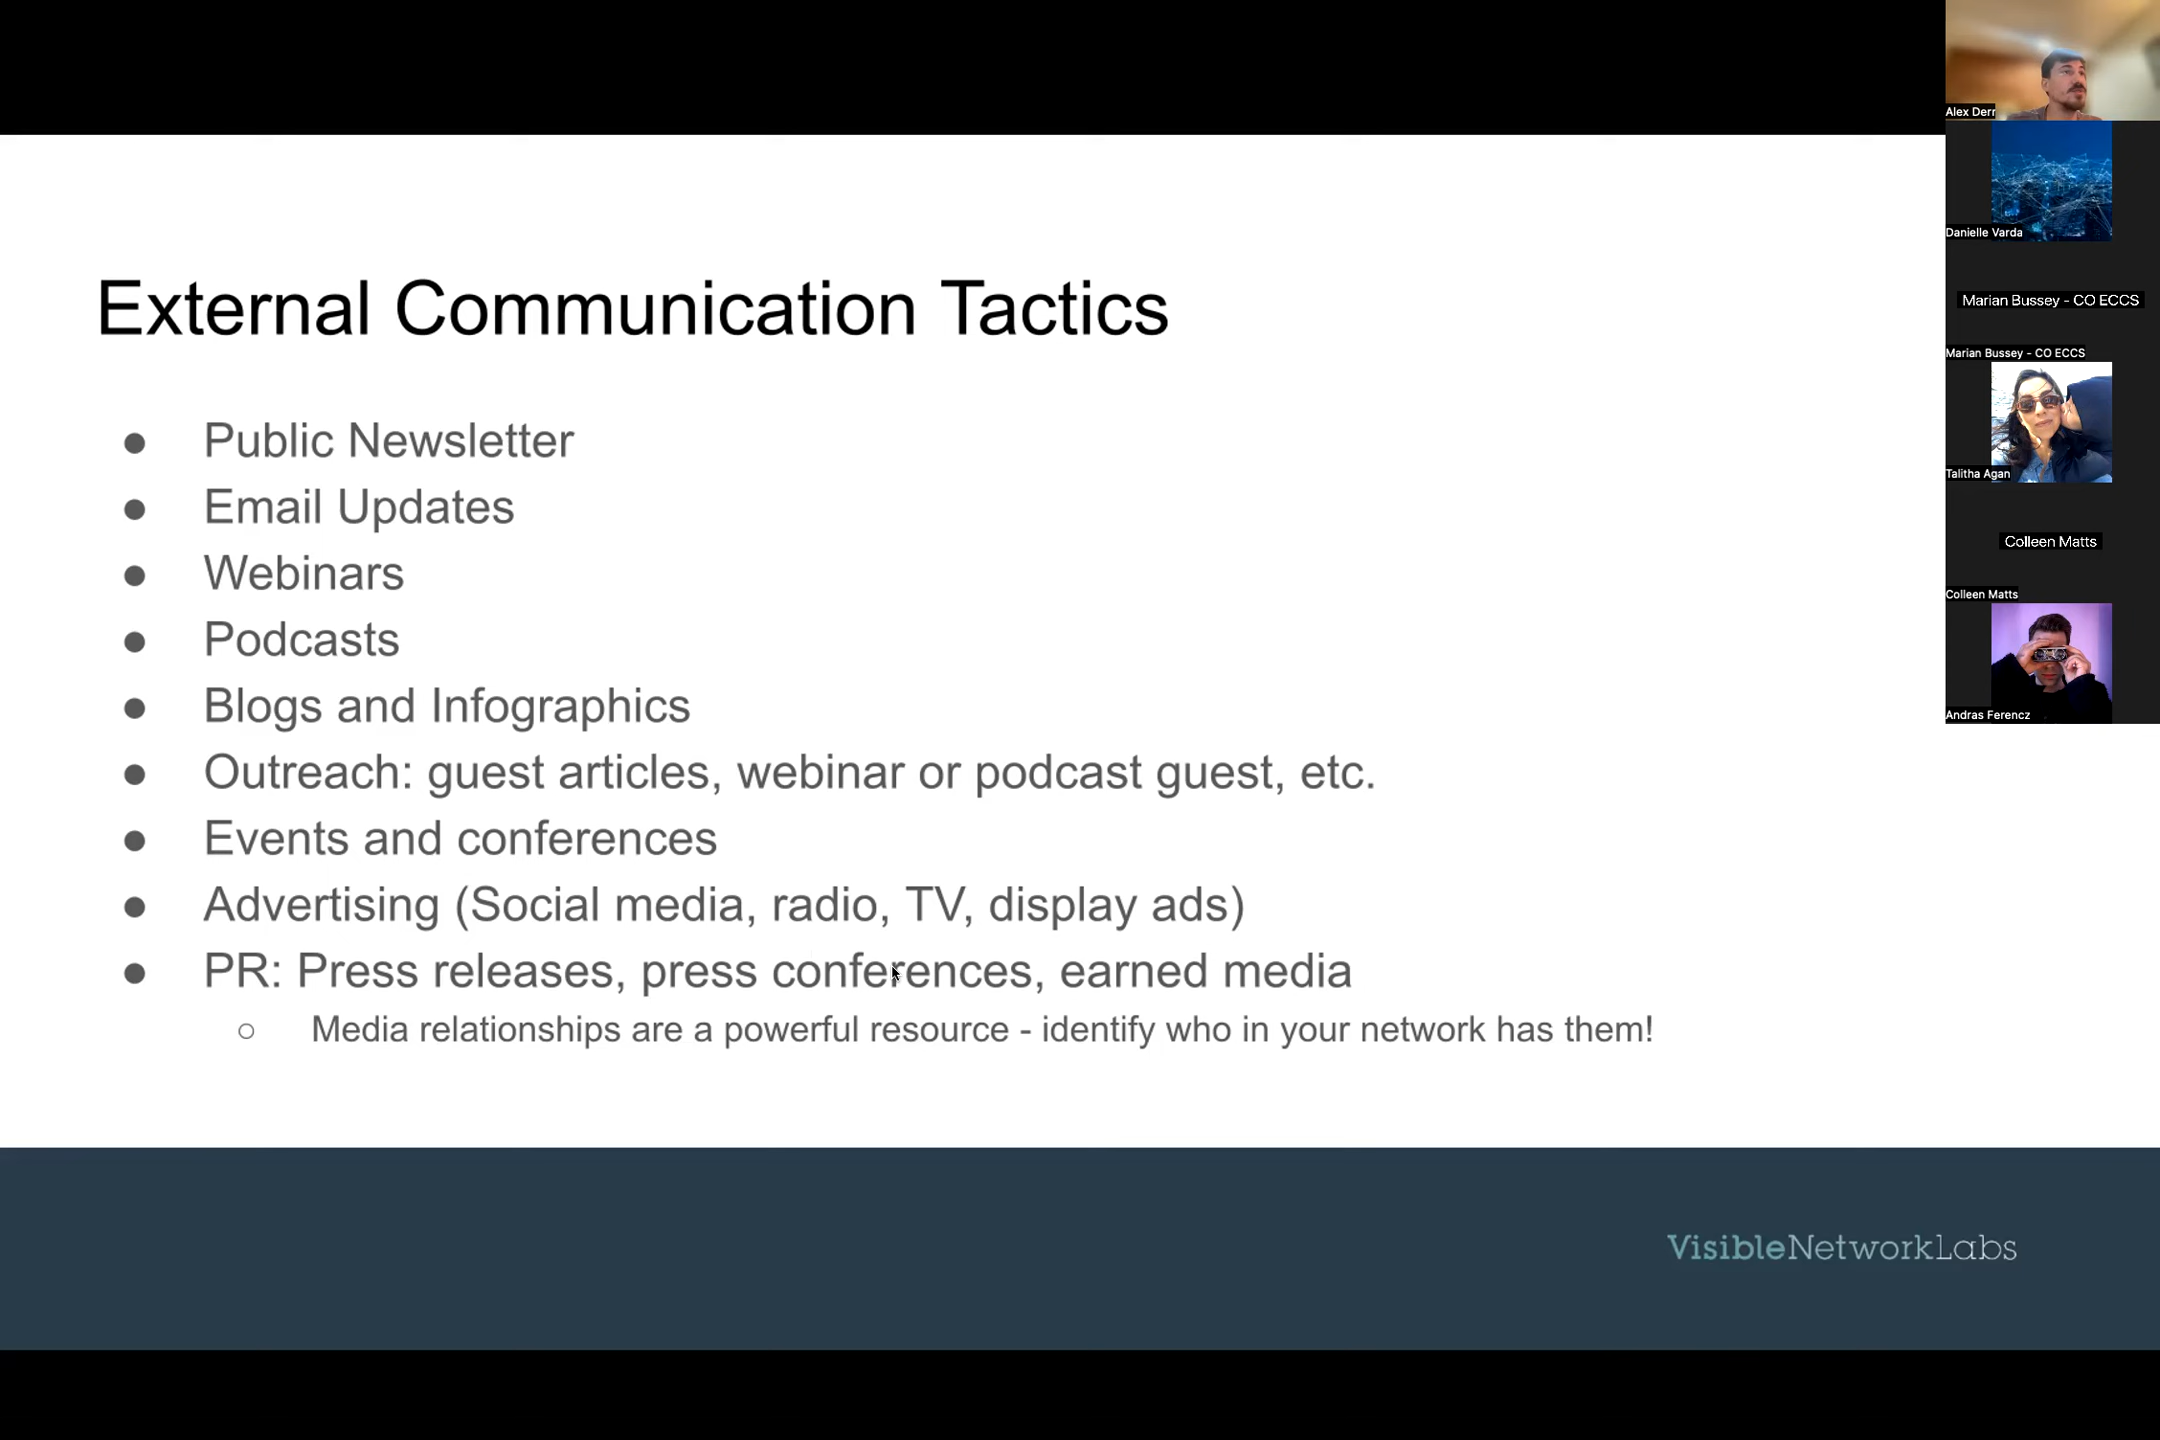 External Communication Tactics
● Public Newsletter
● Email Updates
● Webinars
● Podcasts
● Blogs and Infographics
● Outreach: guest articles, webinar or podcast guest, etc.
● Events and conferences
● Advertising (Social media, radio, TV, display ads)
● PR: Press releases, press conferences, earned media
○ Media relationships are a powerful resource - identify who in your network has them!
VisibleNetworkLabs
Alex Derr
Danielle Varda
Marian Bussey - CO ECCS
Marian Bussey - CO ECCS
Talitha Agan
Colleen Matts
Colleen Matts
Andras Ferencz